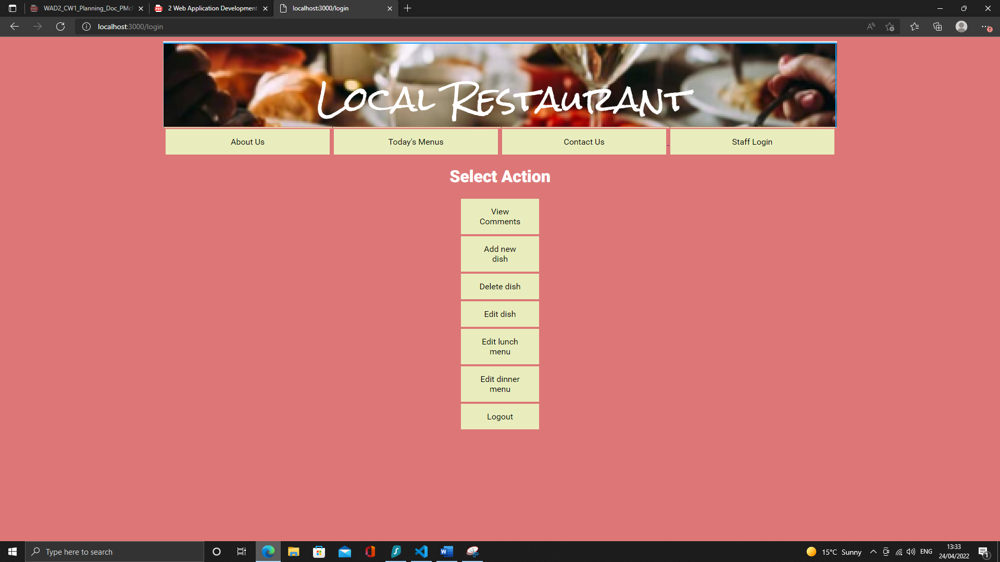 WAD2_CW1_Planning_Doc_PMcM
2 Web Application Development
localhost:3000/login
localhost:3000/login
Local Restaurant
About Us
Today's Menus
Contact Us
Staff Login
Select Action
View
Comments
Add new
dish
Delete dish
Edit dish
Edit lunch
menu
Edit dinner
menu
Logout
Type here to search
15°C Sunny
ENG
13:33
24/04/2022
1